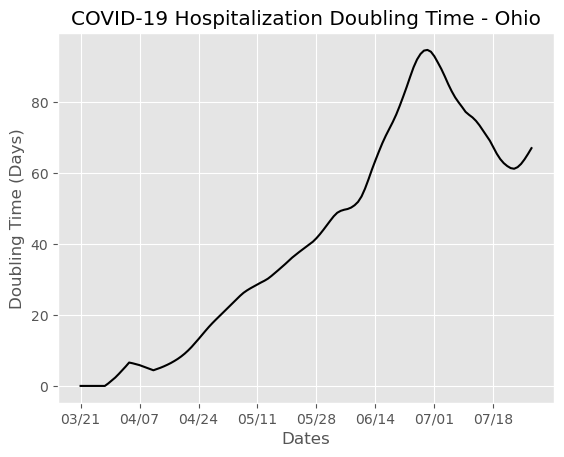 COVID-19 Hospitalization Doubling Time - Ohio
Doubling Time (Days)
80
60
40
20
0
03/21 04/07 04/24 05/11 05/28 06/14 07/01 07/18
Dates